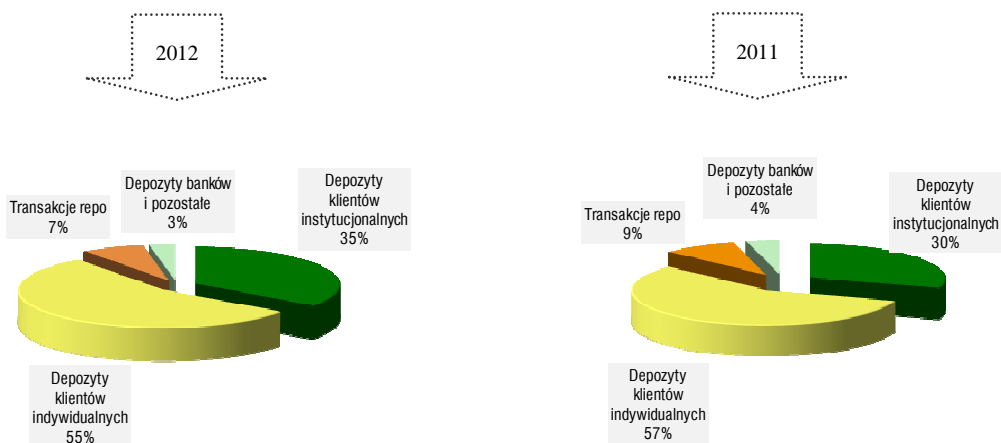 2012
Transakcje repo
7%
Depozyty banków
i pozostałe
3%
Depozyty
klientów
instytucjonalnych
35%
Depozyty
klientów
indywidualnych
55%
2011
Transakcje repo
9%
Depozyty banków
i pozostałe
4%
Depozyty
klientów
instytucjonalnych
30%
Depozyty
klientów
indywidualnych
57%